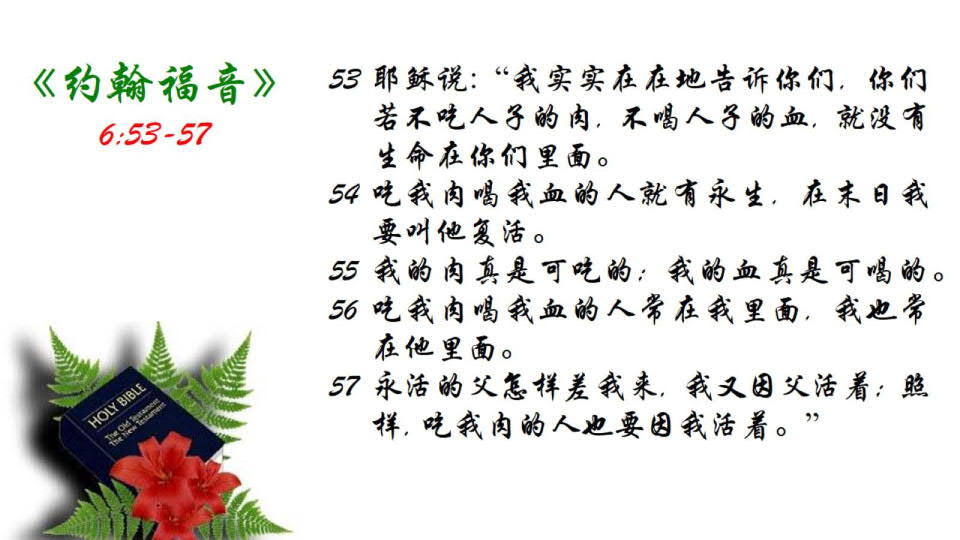 《约翰福音》
6:53-57
53 耶稣说：“我实实在在地告诉你们，你们
若不吃人子的肉，不喝人子的血，就没有
生命在你们里面。
54 吃我肉喝我血的人就有永生，在末日我
要叫他复活。
55 我的肉真是可吃的；我的血真是可喝的。
56 吃我肉喝我血的人常在我里面，我也常
在他里面。
57 永活的父怎样差我来，我又因父活着；照
样，吃我肉的人也要因我活着。”
HOLY BIBLE
The Old Testament
The New Testament